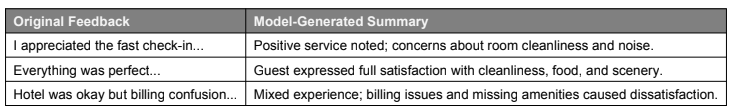 Original Feedback Model-Generated Summary
I appreciated the fast check-in... Positive service noted; concerns about room cleanliness and noise.
Everything was perfect... Guest expressed full satisfaction with cleanliness, food, and scenery.
Hotel was okay but billing confusion... Mixed experience; billing issues and missing amenities caused dissatisfaction.